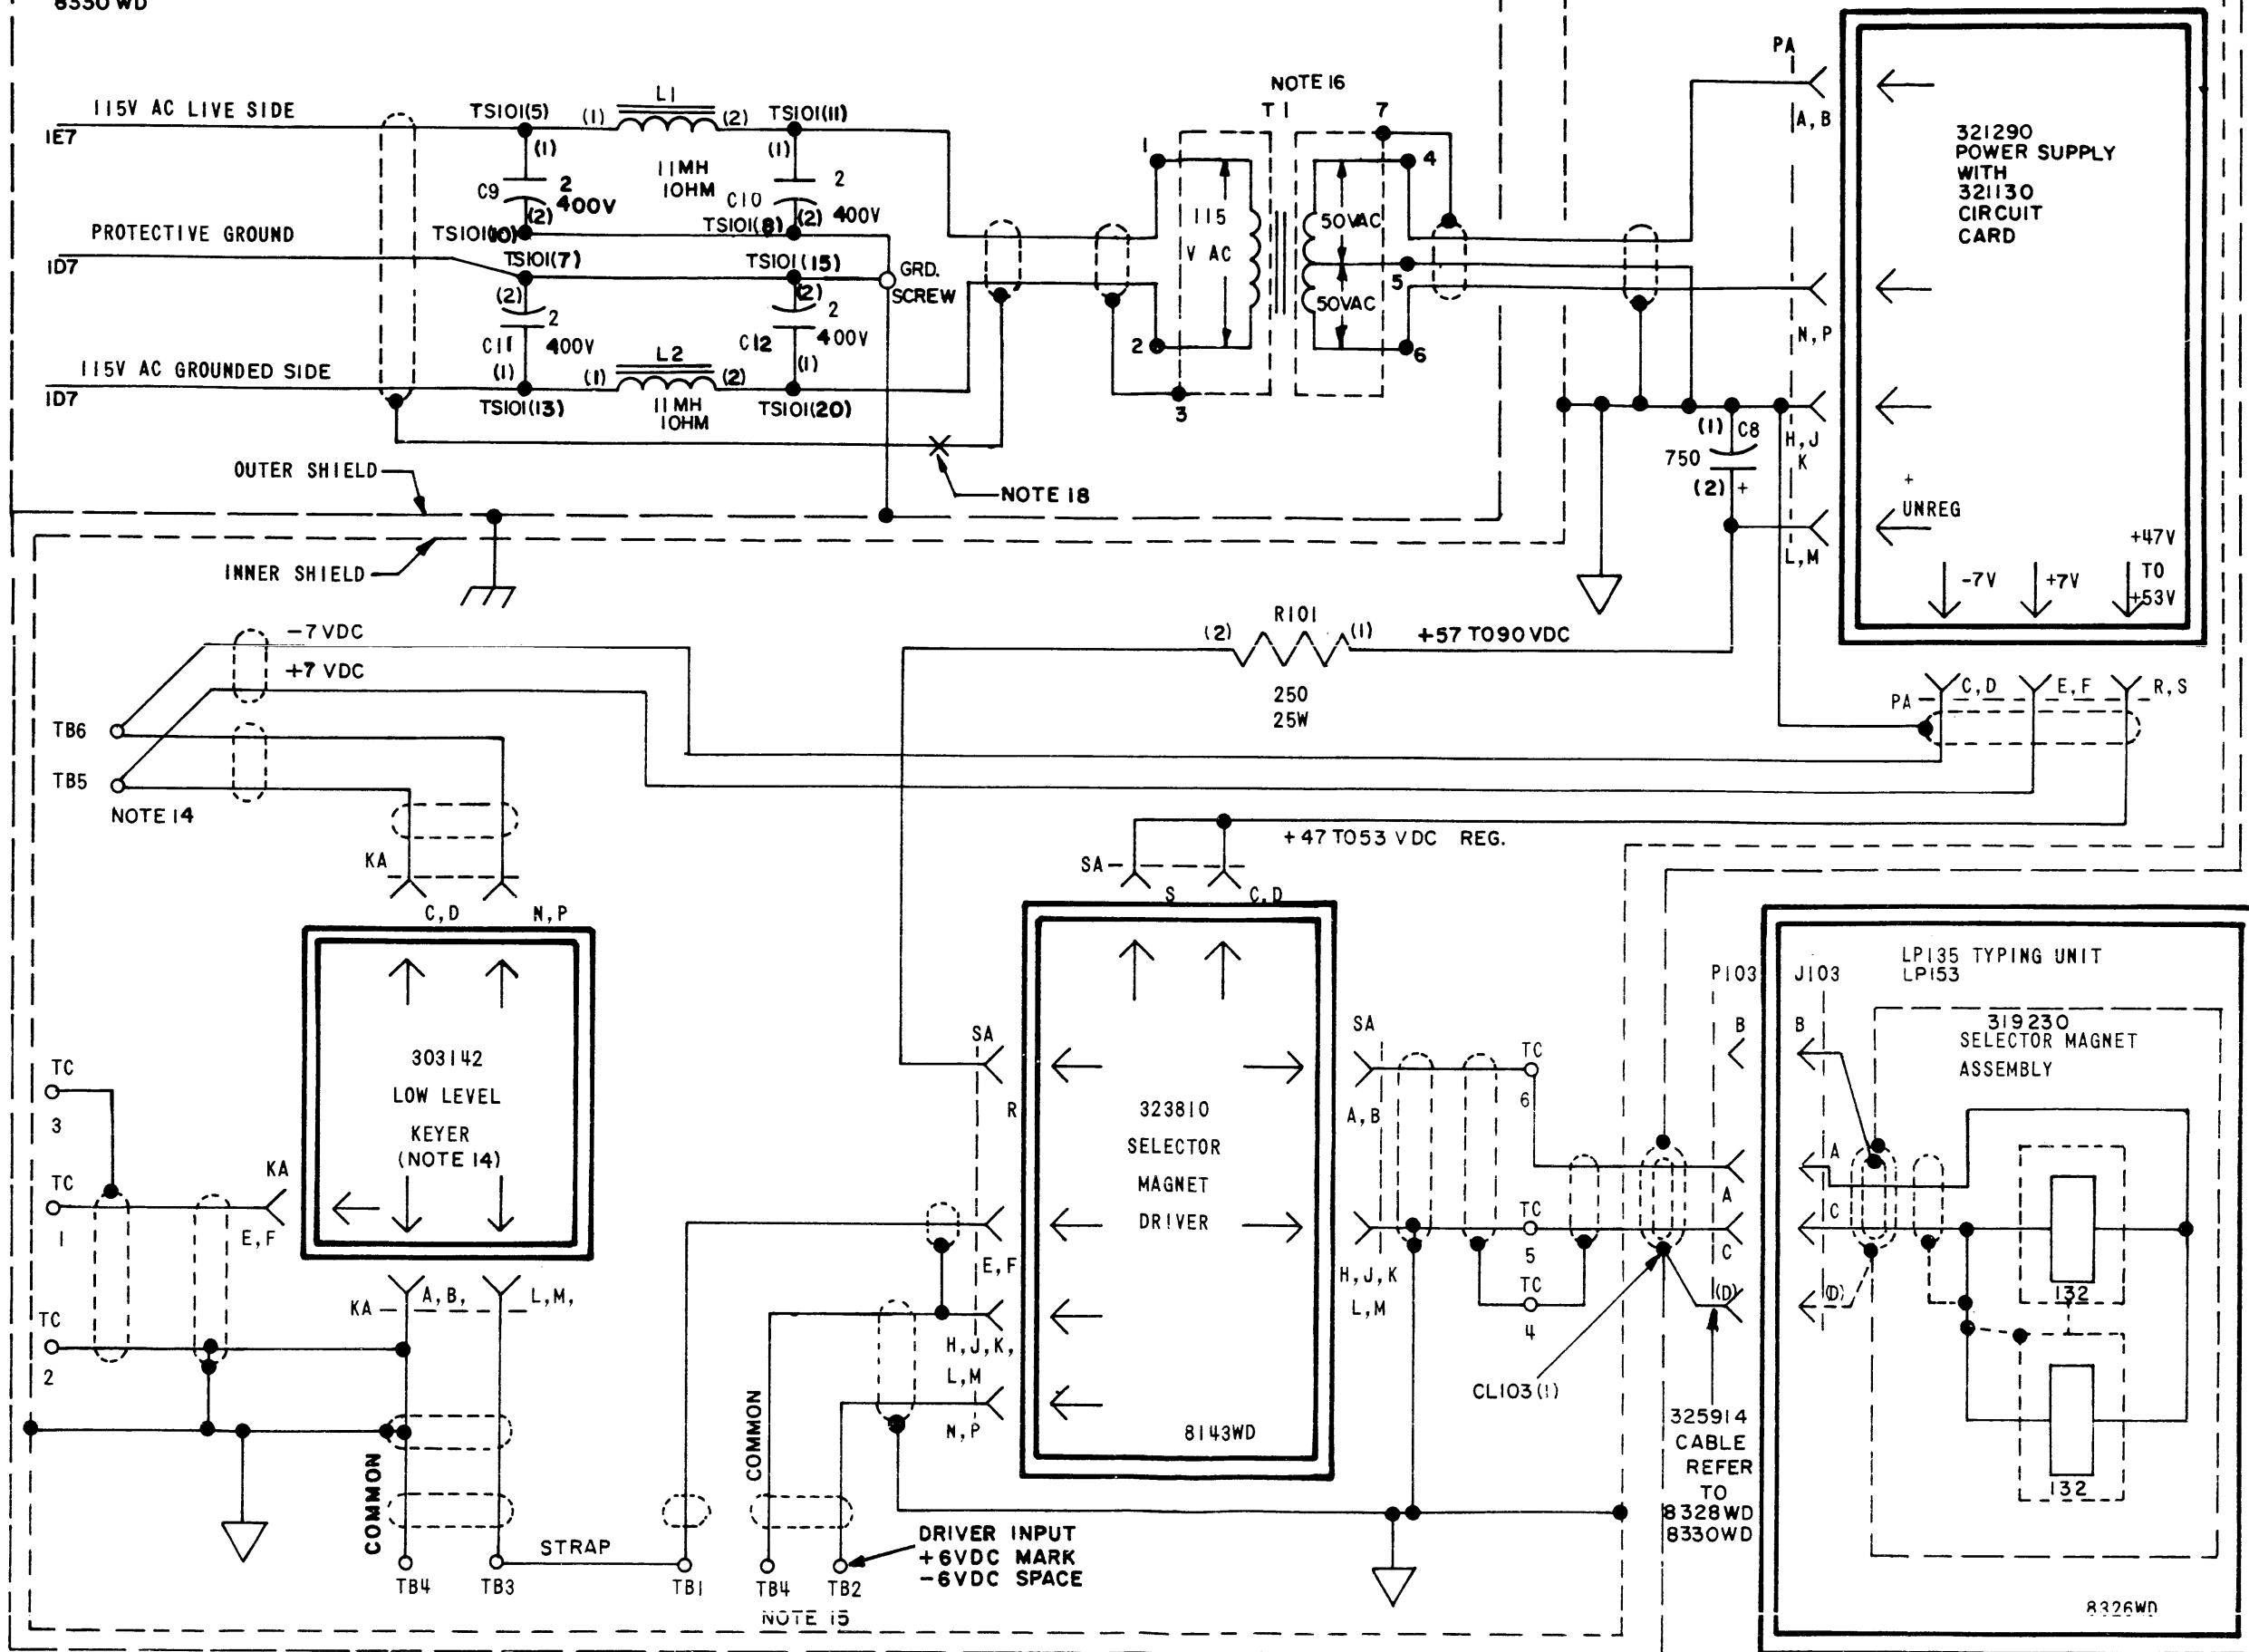 8330WD
115V AC LIVE SIDE
1E7
TS101(5)
(1)
L1
(2)
TS101(11)
(1)
(1)
C9
2
400V
(2)
11MH
1OHM
C10
2
400V
(2)
TS101(8)
TS101(10)
PROTECTIVE GROUND
1D7
TS101(7)
TS101(15)
GRD.
SCREW
(2)
2
400V
C11
(1)
(2)
2
400V
C12
(1)
115V AC GROUNDED SIDE
1D7
TS101(13)
(1)
L2
(2)
11MH
1OHM
TS101(20)
NOTE 18
OUTER SHIELD
INNER SHIELD
NOTE 16
T1
1
2
3
115
V AC
50VAC
50VAC
7
4
5
6
PA
A,B
N,P
H,J
K
L,M
(1)
C8
750
(2)
+
321290
POWER SUPPLY
WITH
321130
CIRCUIT
CARD
+
UNREG
-7V
+7V
+47V
TO
+53V
PA
C,D
E,F
R,S
-7 VDC
+7 VDC
TB6
TB5
NOTE 14
(2)
R101
(1)
250
25W
+57 TO 90 VDC
+47 TO 53 VDC REG.
KA
C,D
N,P
303142
LOW LEVEL
KEYER
(NOTE 14)
TC
3
TC
1
TC
2
KA
E,F
KA
A,B,
L,M,
COMMON
TB4
TB3
STRAP
TB1
COMMON
TB4
TB2
NOTE 15
DRIVER INPUT
+6VDC MARK
-6VDC SPACE
SA
S
C,D
SA
R
E,F
H,J,K,
L,M
N,P
323810
SELECTOR
MAGNET
DRIVER
8143WD
SA
A,B
H,J,K
L,M
TC
6
TC
5
TC
4
CL103(1)
325914
CABLE
REFER
TO
8328WD
8330WD
P103
J103
B
B
A
A
C
C
(D)
(D)
LP135 TYPING UNIT
LP153
319230
SELECTOR MAGNET
ASSEMBLY
132
132
8326WD